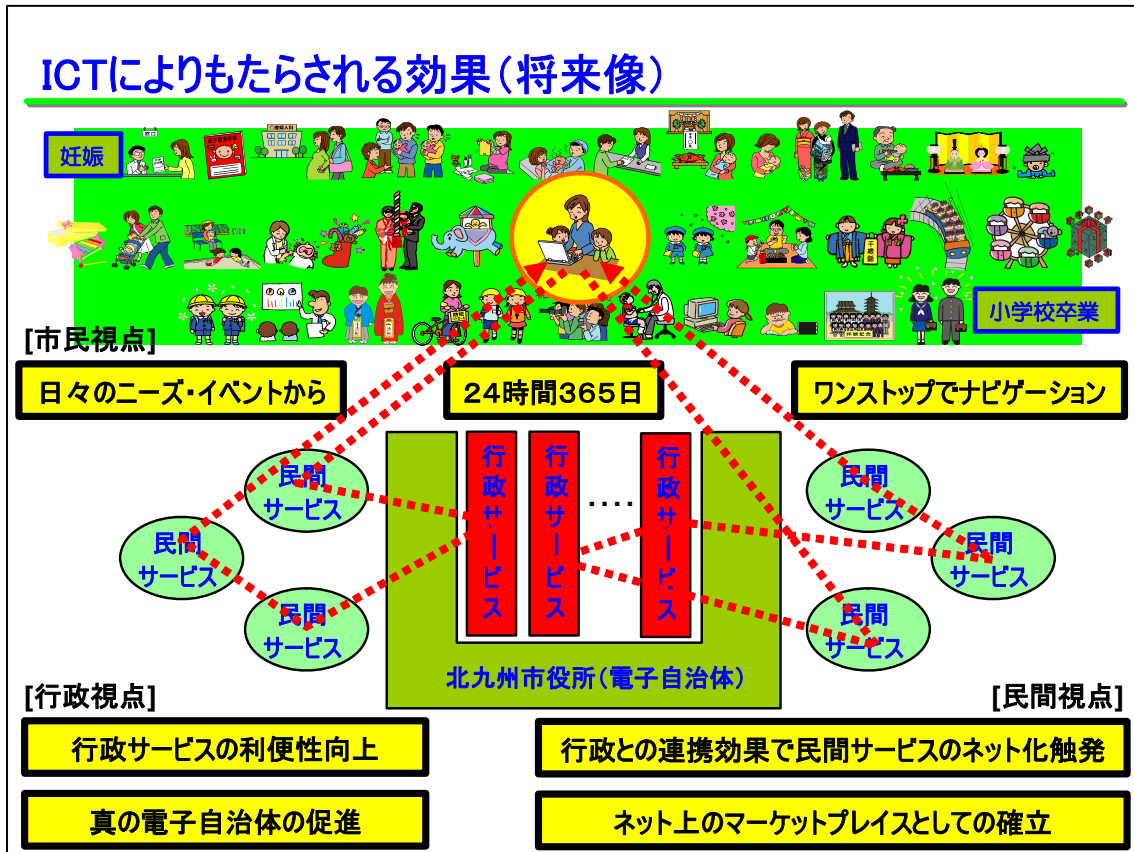 ICTによりもたらされる効果(将来像)
妊娠
小学校卒業
[市民視点]
日々のニーズ・イベントから
24時間365日
ワンストップでナビゲーション
民間
サービス
民間
サービス
民間
サービス
行政サービス
行政サービス
‥‥
行政サービス
民間
サービス
民間
サービス
民間
サービス
北九州市役所(電子自治体)
[行政視点]
[民間視点]
行政サービスの利便性向上
行政との連携効果で民間サービスのネット化触発
真の電子自治体の促進
ネット上のマーケットプレイスとしての確立